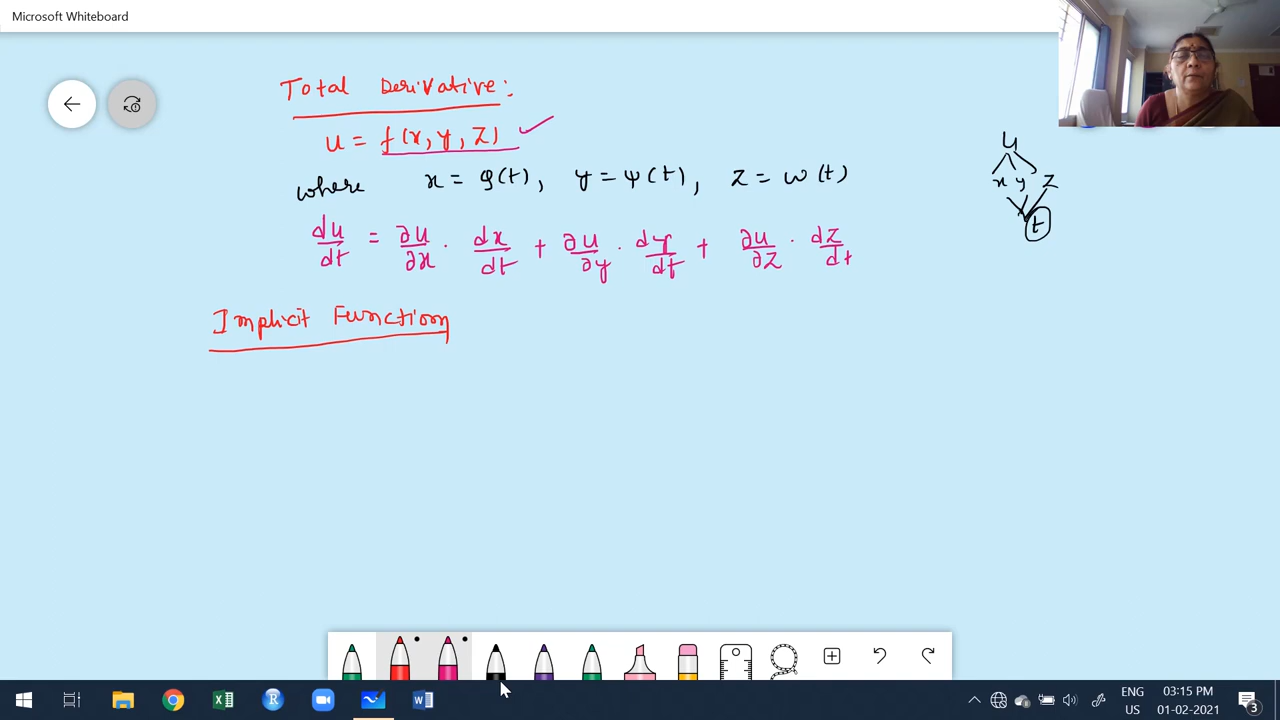 Microsoft Whiteboard
Total Derivative:
u = f(x, y, z) ✓
where x = φ(t), y = ψ(t), z = ω(t)
du/dt = ∂u/∂x · dx/dt + ∂u/∂y · dy/dt + ∂u/∂z · dz/dt
u
x y z
t
Implicit Function
ENG
US
03:15 PM
01-02-2021
3